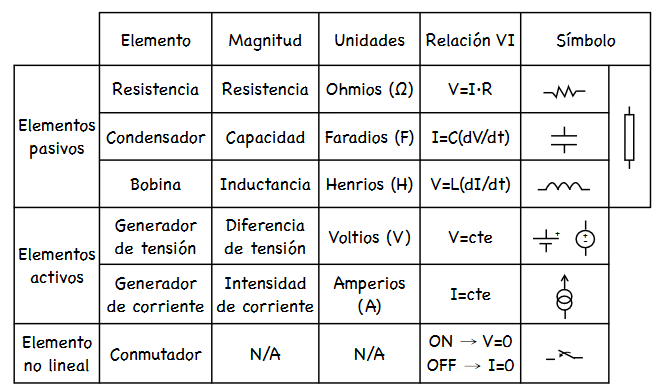 Elemento Magnitud Unidades Relación VI Símbolo
Elementos pasivos
Resistencia Resistencia Ohmios (Ω) V=I·R
Condensador Capacidad Faradios (F) I=C(dV/dt)
Bobina Inductancia Henrios (H) V=L(dI/dt)
Elementos activos
Generador de tensión Diferencia de tensión Voltios (V) V=cte
Generador de corriente Intensidad de corriente Amperios (A) I=cte
Elemento no lineal
Conmutador N/A N/A ON → V=0
OFF → I=0